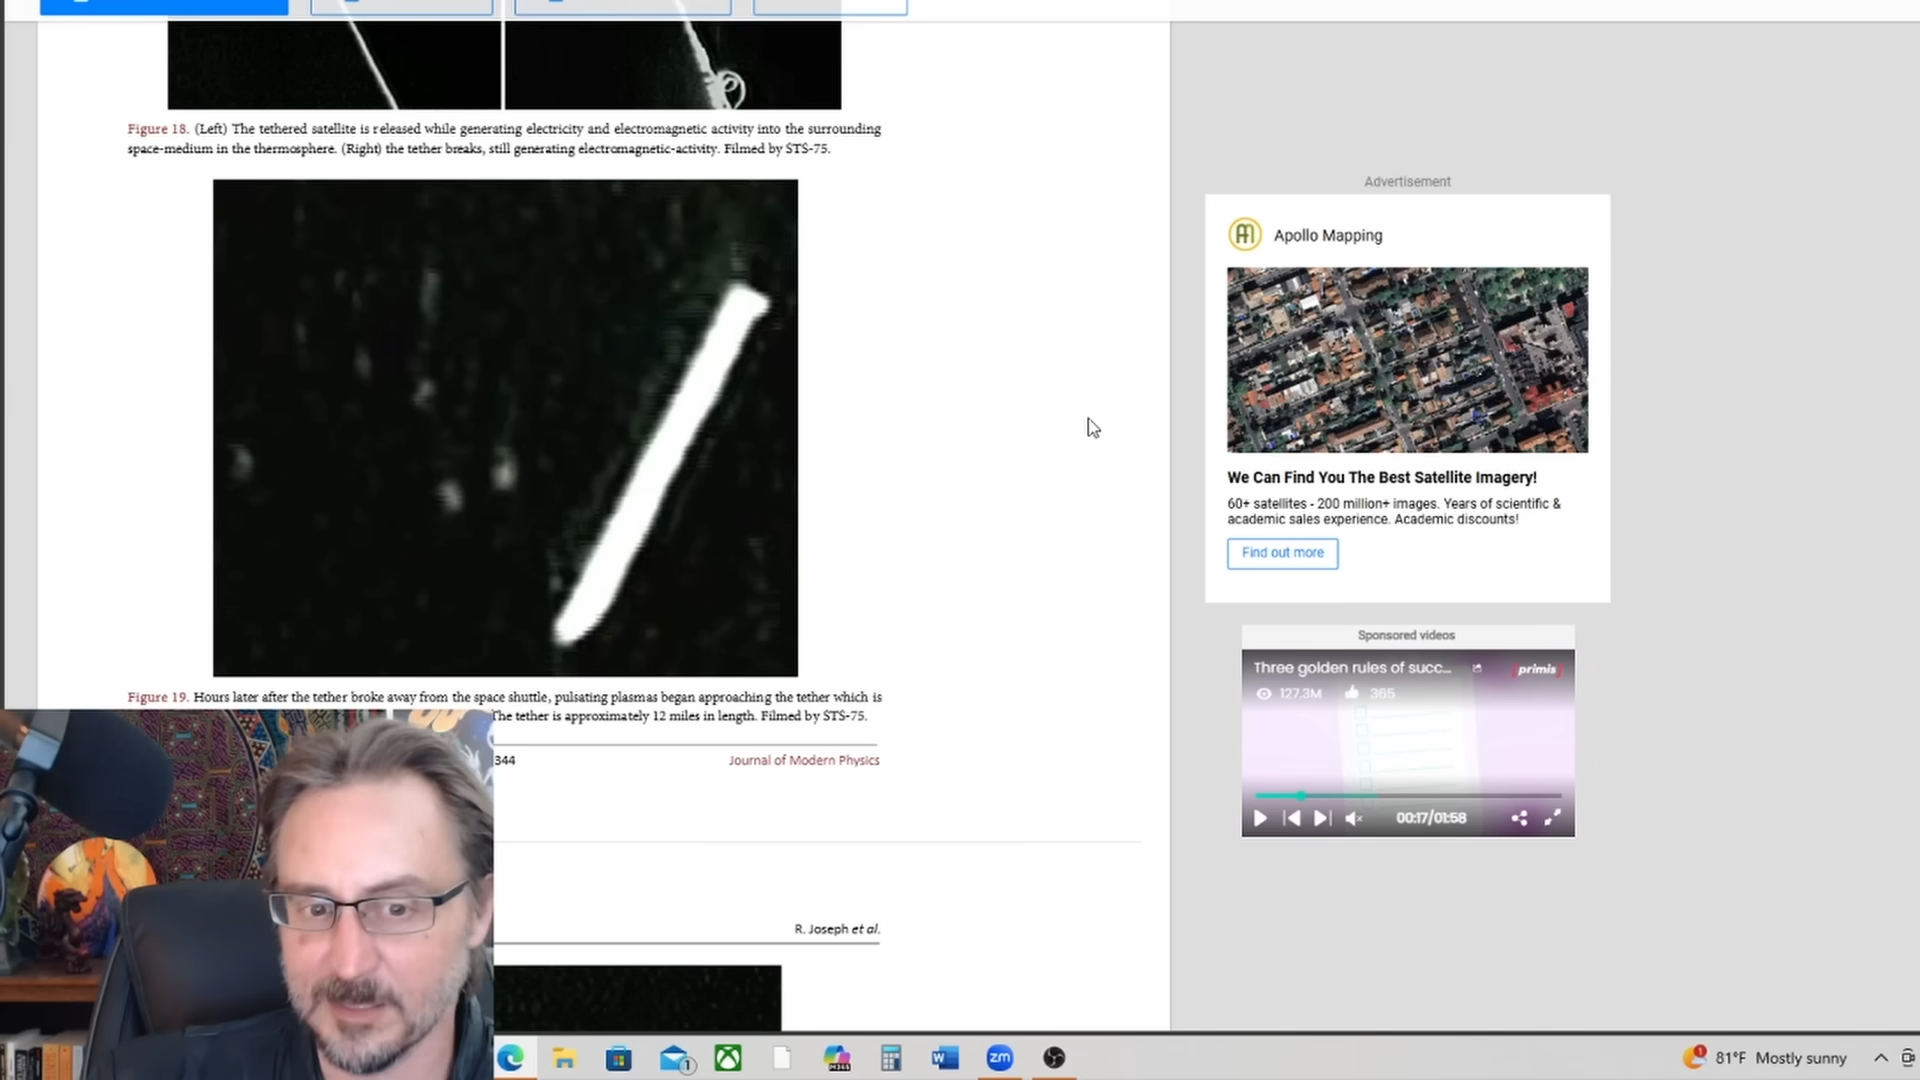 Figure 18. (Left) The tethered satellite is released while generating electricity and electromagnetic activity into the surrounding
space-medium in the thermosphere. (Right) the tether breaks, still generating electromagnetic-activity. Filmed by STS-75.
Figure 19. Hours later after the tether broke away from the space shuttle, pulsating plasmas began approaching the tether which is
The tether is approximately 12 miles in length. Filmed by STS-75.
344
Journal of Modern Physics
R. Joseph et al.
Advertisement
Apollo Mapping
We Can Find You The Best Satellite Imagery!
60+ satellites - 200 million+ images. Years of scientific &
academic sales experience. Academic discounts!
Find out more
Sponsored videos
Three golden rules of succ...
primis
127.3M 365
00:17/01:58
1
M365
W
zm
1
81°F Mostly sunny